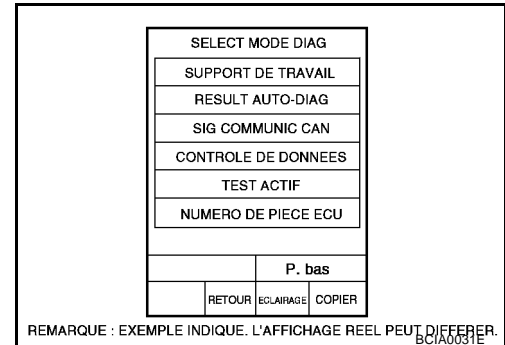 SELECT MODE DIAG
SUPPORT DE TRAVAIL
RESULT AUTO-DIAG
SIG COMMUNIC CAN
CONTROLE DE DONNEES
TEST ACTIF
NUMERO DE PIECE ECU
P. bas
RETOUR ECLAIRAGE COPIER
REMARQUE : EXEMPLE INDIQUE. L'AFFICHAGE REEL PEUT DIFFERER.
BCIA0031E